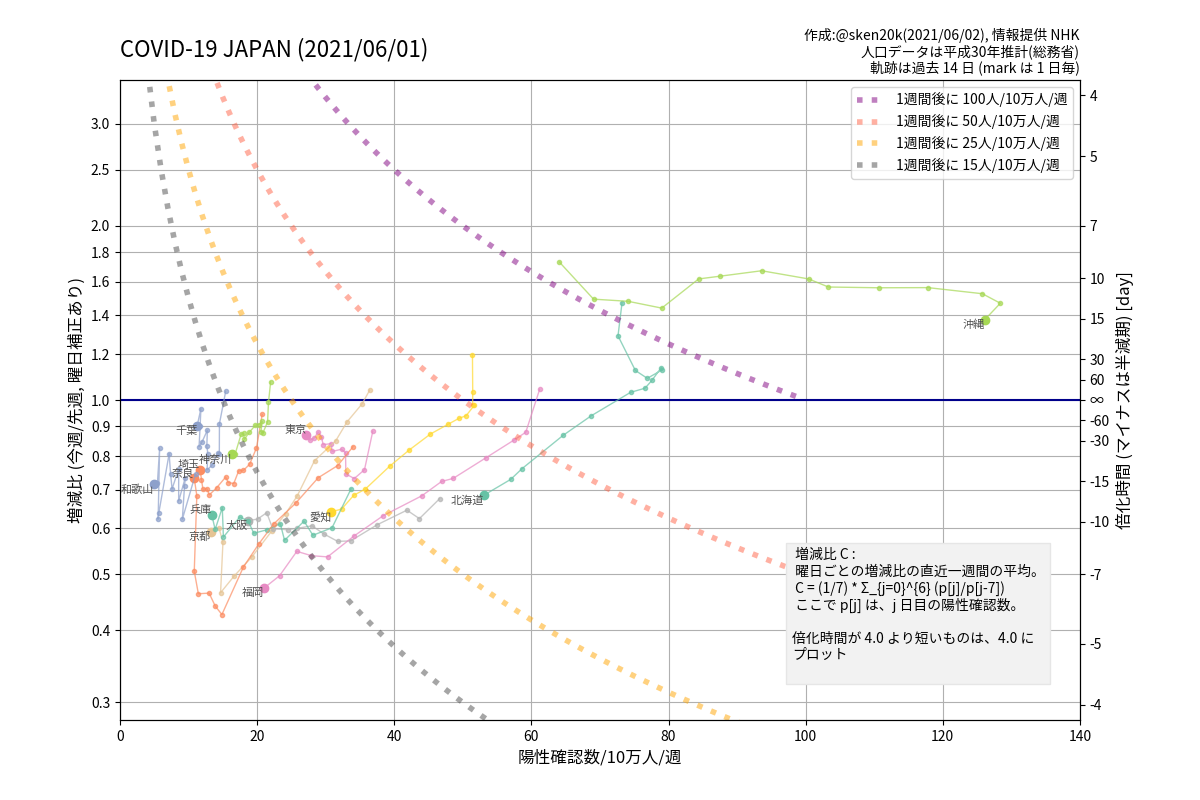 COVID-19 JAPAN (2021/06/01)
作成:@sken20k(2021/06/02), 情報提供 NHK
人口データは平成30年推計(総務省)
軌跡は過去 14 日 (mark は 1 日毎)
1週間後に 100人/10万人/週
1週間後に 50人/10万人/週
1週間後に 25人/10万人/週
1週間後に 15人/10万人/週
増減比 (今週/先週, 曜日補正あり)
3.0
2.5
2.0
1.8
1.6
1.4
1.2
1.0
0.9
0.8
0.7
0.6
0.5
0.4
0.3
4
5
7
10
15
30
60
∞
-60
-30
-15
-10
-7
-5
-4
倍化時間 (マイナスは半減期) [day]
沖縄
千葉
東京
神奈川
埼玉
奈良
和歌山
北海道
兵庫
愛知
大阪
京都
福岡
増減比 C :
曜日ごとの増減比の直近一週間の平均。
C = (1/7) * Σ_{j=0}^{6} (p[j]/p[j-7])
ここで p[j] は、j 日目の陽性確認数。
倍化時間が 4.0 より短いものは、4.0 に
プロット
0 20 40 60 80 100 120 140
陽性確認数/10万人/週